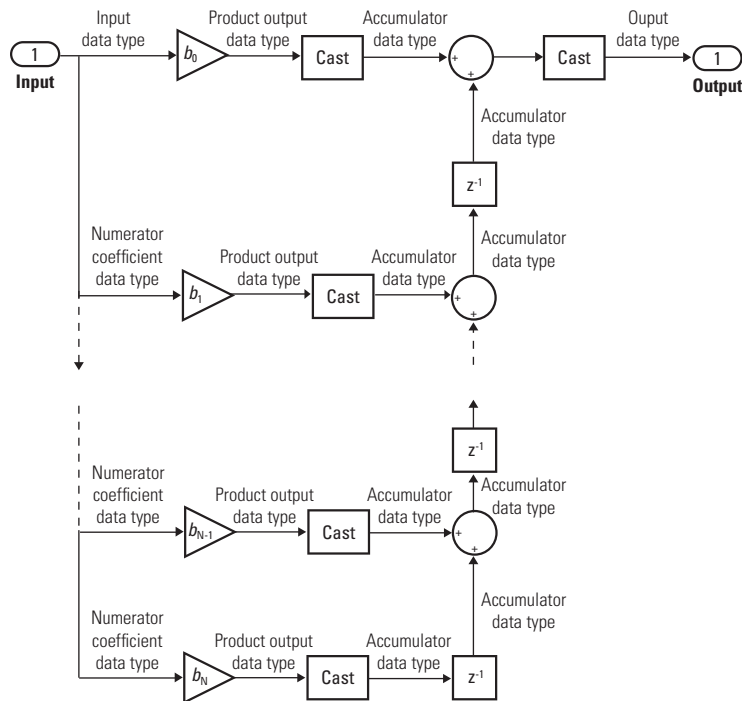 Input
data type
Product output
data type
Accumulator
data type
Ouput
data type
1
Input
b0
Cast
+
+
Cast
1
Output
Accumulator
data type
z-1
Numerator
coefficient
data type
Product output
data type
Accumulator
data type
Accumulator
data type
b1
Cast
+
+
z-1
Numerator
coefficient
data type
Product output
data type
Accumulator
data type
Accumulator
data type
bN-1
Cast
+
+
Numerator
coefficient
data type
Product output
data type
Accumulator
data type
Accumulator
data type
bN
Cast
z-1